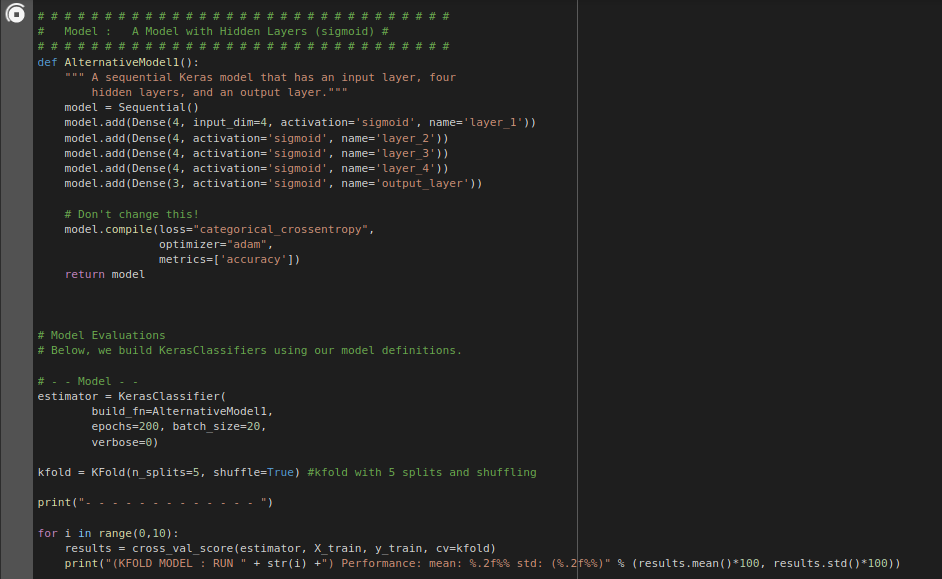 # # # # # # # # # # # # # # # # # # # # # # # # # # # # # # #
#   Model :   A Model with Hidden Layers (sigmoid) #
# # # # # # # # # # # # # # # # # # # # # # # # # # # # # # #
def AlternativeModel1():
    """ A sequential Keras model that has an input layer, four
        hidden layers, and an output layer."""
    model = Sequential()
    model.add(Dense(4, input_dim=4, activation='sigmoid', name='layer_1'))
    model.add(Dense(4, activation='sigmoid', name='layer_2'))
    model.add(Dense(4, activation='sigmoid', name='layer_3'))
    model.add(Dense(4, activation='sigmoid', name='layer_4'))
    model.add(Dense(3, activation='sigmoid', name='output_layer'))
    # Don't change this!
    model.compile(loss="categorical_crossentropy",
                  optimizer="adam",
                  metrics=['accuracy'])
    return model
# Model Evaluations
# Below, we build KerasClassifiers using our model definitions.
# - - Model - -
estimator = KerasClassifier(
        build_fn=AlternativeModel1,
        epochs=200, batch_size=20,
        verbose=0)
kfold = KFold(n_splits=5, shuffle=True) #kfold with 5 splits and shuffling
print("- - - - - - - - - - - - - ")
for i in range(0,10):
    results = cross_val_score(estimator, X_train, y_train, cv=kfold)
    print("(KFOLD MODEL : RUN " + str(i) +") Performance: mean: %.2f%% std: (%.2f%%)" % (results.mean()*100, results.std()*100))